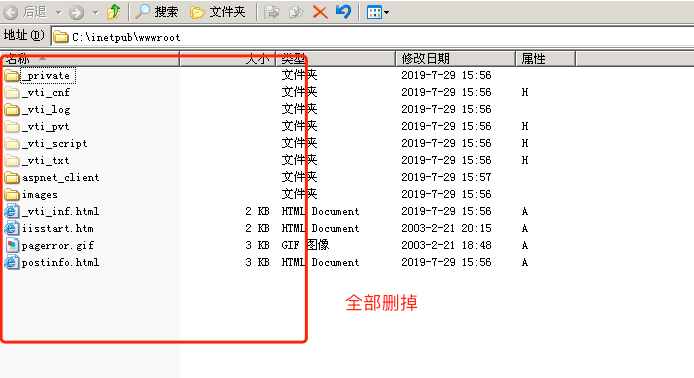 后退 搜索 文件夹
地址(D) C:\inetpub\wwwroot
名称 大小 类型 修改日期 属性
_private 文件夹 2019-7-29 15:56
_vti_cnf 文件夹 2019-7-29 15:56 H
_vti_log 文件夹 2019-7-29 15:56
_vti_pvt 文件夹 2019-7-29 15:56 H
_vti_script 文件夹 2019-7-29 15:56 H
_vti_txt 文件夹 2019-7-29 15:56 H
aspnet_client 文件夹 2019-7-29 15:57
images 文件夹 2019-7-29 15:56
_vti_inf.html 2 KB HTML Document 2019-7-29 15:56 A
iisstart.htm 2 KB HTML Document 2003-2-21 20:15 A
pagerror.gif 3 KB GIF 图像 2003-2-21 18:48 A
postinfo.html 3 KB HTML Document 2019-7-29 15:56 A
全部删掉